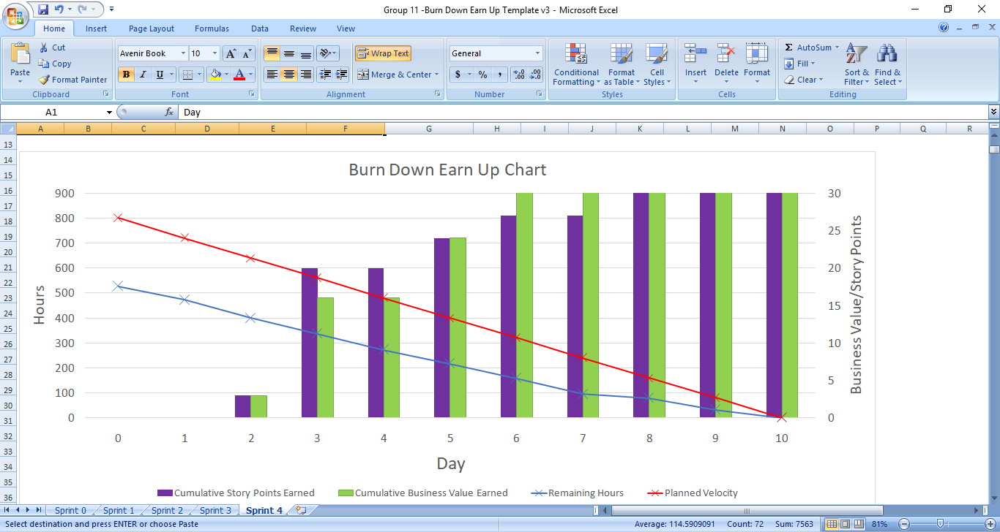 Group 11 -Burn Down Earn Up Template v3 - Microsoft Excel
Home Insert Page Layout Formulas Data Review View
Paste Cut Copy Format Painter
Avenir Book 10 B I U
Wrap Text
Merge & Center
General
$ % ,
Conditional Formatting Format as Table Cell Styles
Insert Delete Format
AutoSum Fill Clear
Sort & Filter Find & Select
Clipboard Font Alignment Number Styles Cells Editing
A1 fx Day
A B C D E F G H I J K L M N O P Q R
13
14
15
16
17
18
19
20
21
22
23
24
25
26
27
28
29
30
31
32
33
34
35
36
Burn Down Earn Up Chart
Hours
900
800
700
600
500
400
300
200
100
0
30
25
20
15
10
5
0
Business Value/Story Points
0 1 2 3 4 5 6 7 8 9 10
Day
Cumulative Story Points Earned Cumulative Business Value Earned Remaining Hours Planned Velocity
Sprint 0 Sprint 1 Sprint 2 Sprint 3 Sprint 4
Select destination and press ENTER or choose Paste Average: 114.5909091 Count: 72 Sum: 7563 81%